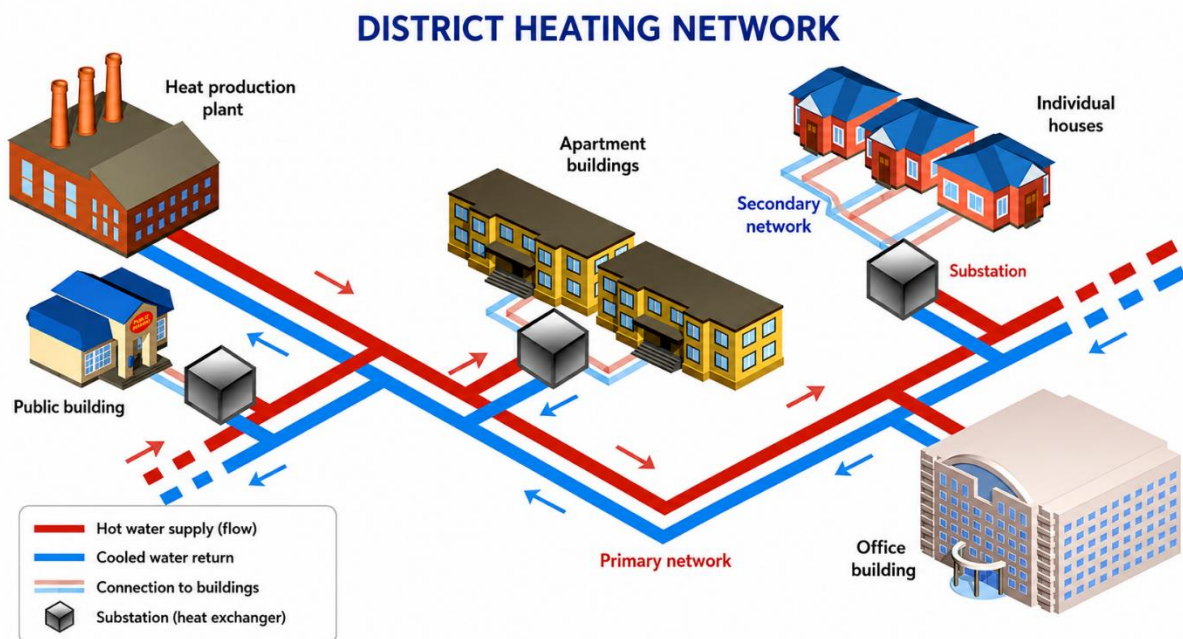 DISTRICT HEATING NETWORK
Heat production
plant
Apartment
buildings
Individual
houses
Secondary
network
Substation
PUBLIC
Public building
Primary network
Office
building
Hot water supply (flow)
Cooled water return
Connection to buildings
Substation (heat exchanger)